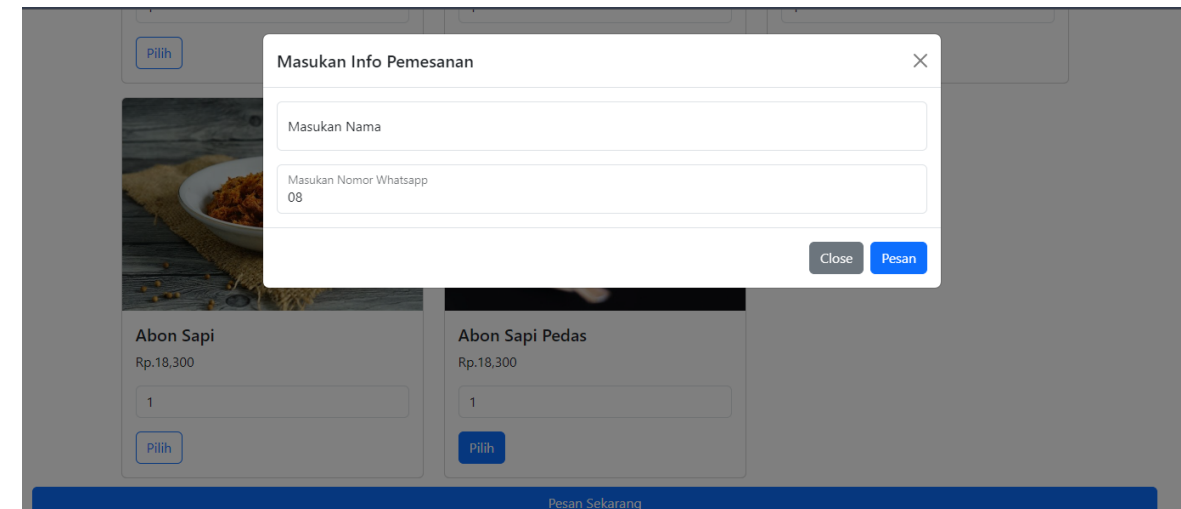 Pilih
Masukan Info Pemesanan
Masukan Nama
Masukan Nomor Whatsapp
08
Close
Pesan
Abon Sapi
Rp.18,300
1
Pilih
Abon Sapi Pedas
Rp.18,300
1
Pilih
Pesan Sekarang